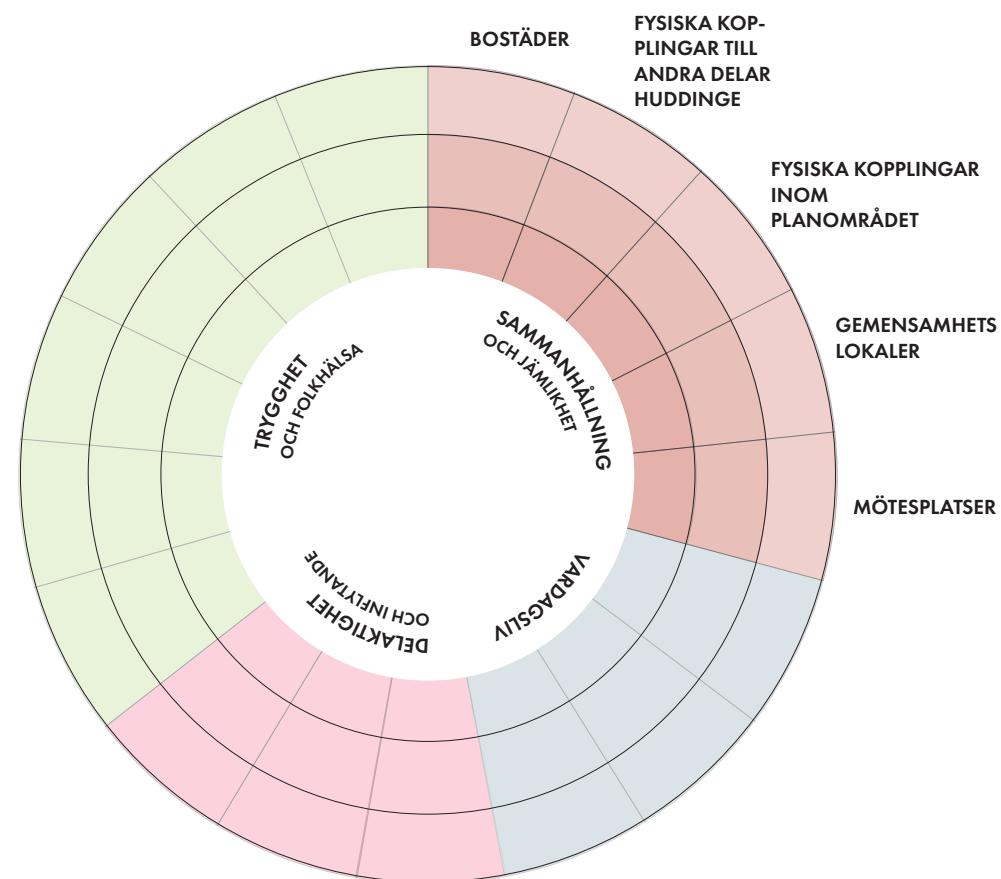 BOSTÄDER
FYSISKA KOP-
PLINGAR TILL
ANDRA DELAR
HUDDINGE
FYSISKA KOPPLINGAR
INOM
PLANOMRÅDET
GEMENSAMHETS
LOKALER
MÖTESPLATSER
SAMMANHÅLLNING
OCH JÄMLIKHET
VARDAGSLIV
DELAKTIGHET
OCH INFLYTANDE
TRYGGHET
OCH FOLKHÄLSA